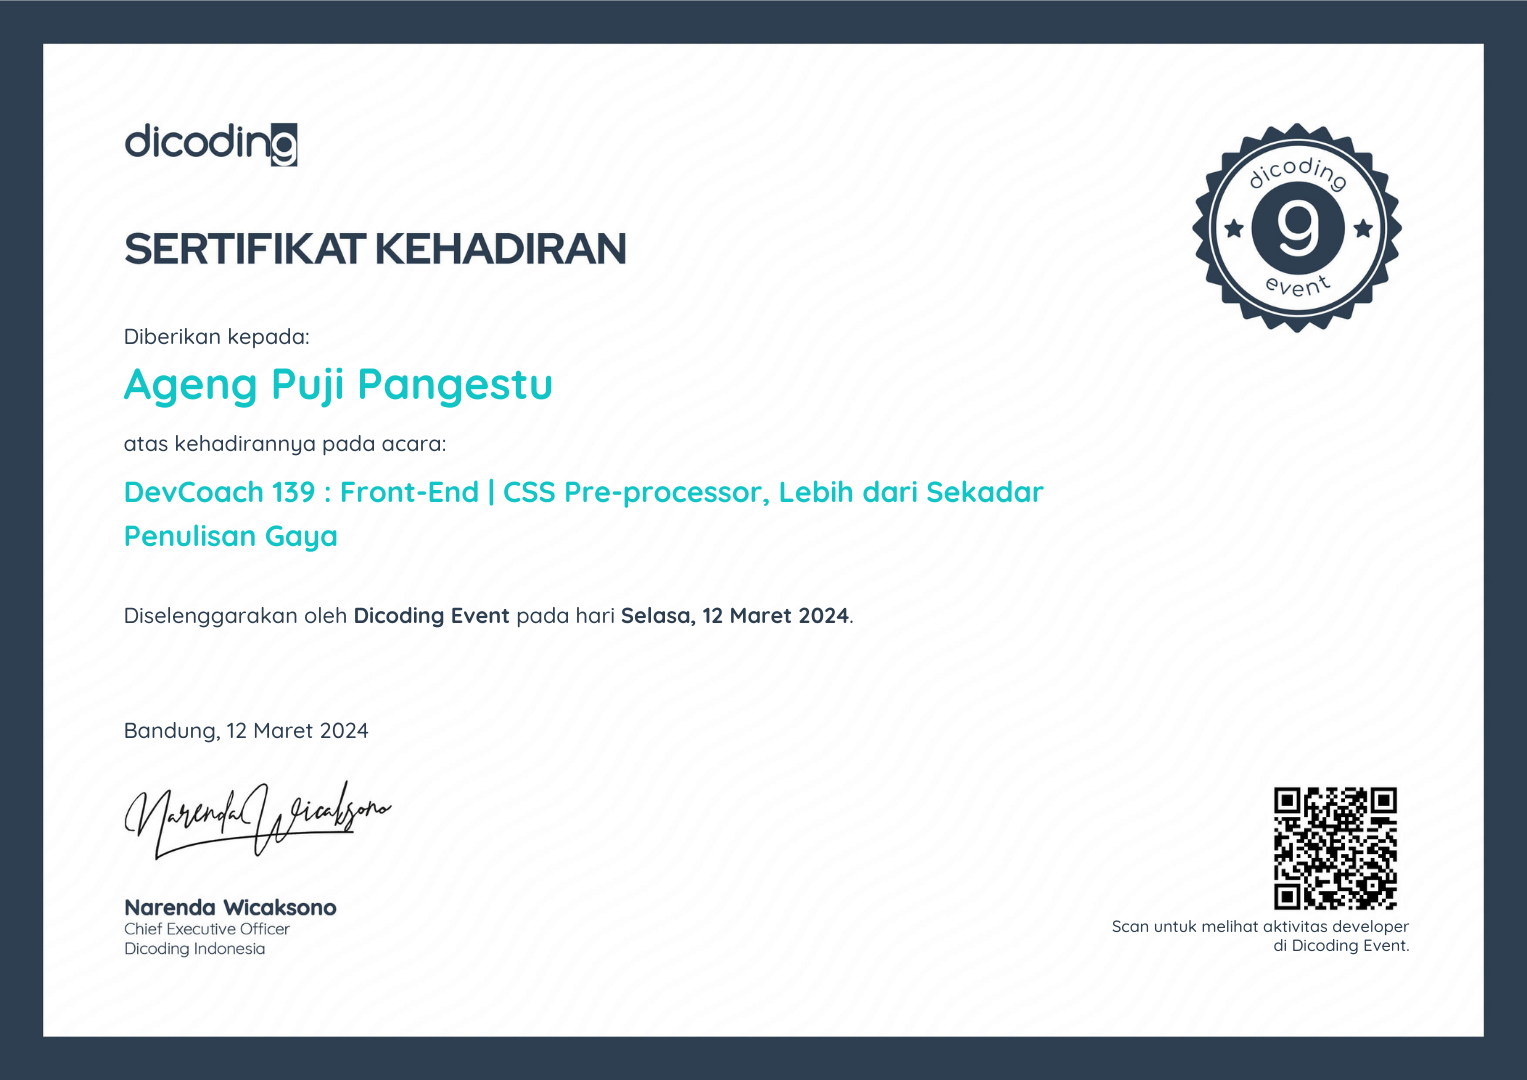 dicoding
SERTIFIKAT KEHADIRAN
dicoding
g
event
Diberikan kepada:
Ageng Puji Pangestu
atas kehadirannya pada acara:
DevCoach 139 : Front-End | CSS Pre-processor, Lebih dari Sekadar
Penulisan Gaya
Diselenggarakan oleh Dicoding Event pada hari Selasa, 12 Maret 2024.
Bandung, 12 Maret 2024
Narenda Wicaksono
Narenda Wicaksono
Chief Executive Officer
Dicoding Indonesia
Scan untuk melihat aktivitas developer
di Dicoding Event.